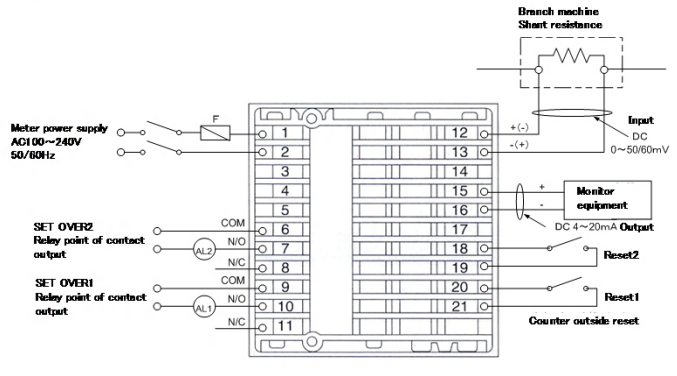 Branch machine
Shant resistance
F
Meter power supply
AC100～240V
50/60Hz
1
2
3
4
5
6
7
8
9
10
11
12
13
14
15
16
17
18
19
20
21
+(-)
-(+)
Input
DC
0～50/60mV
+
-
Monitor
equipment
DC 4～20mA Output
SET OVER2
Relay point of contact
output
COM
N/O
AL2
N/C
SET OVER1
Relay point of contact
output
COM
N/O
AL1
N/C
Reset2
Reset1
Counter outside reset